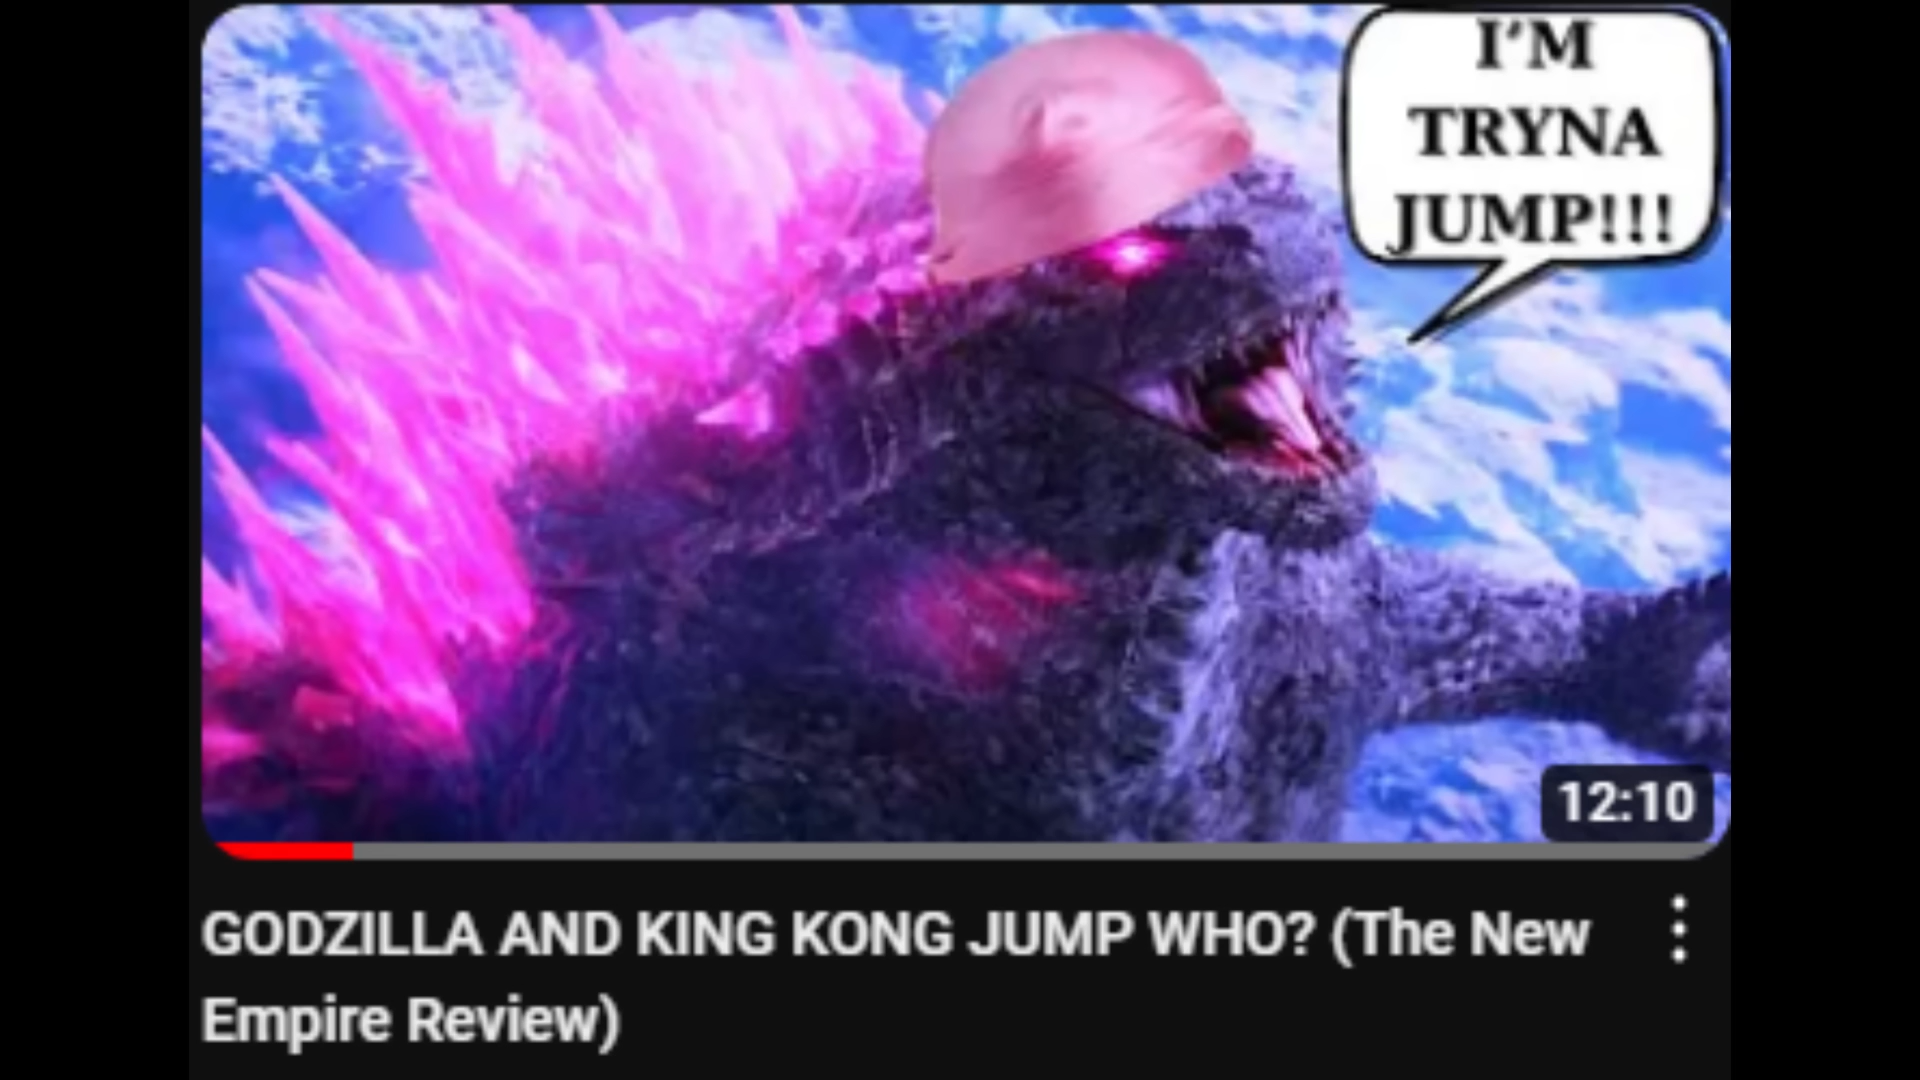 I'M
TRYNA
JUMP!!!
12:10
GODZILLA AND KING KONG JUMP WHO? (The New
Empire Review)